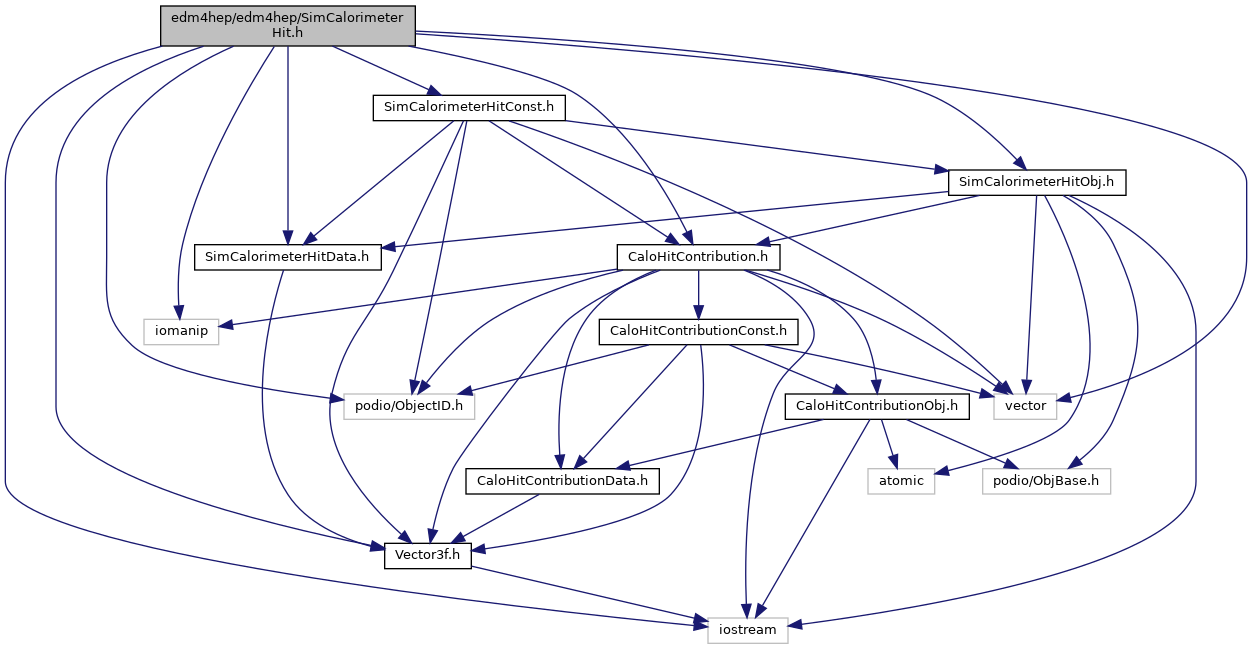 edm4hep/edm4hep/SimCalorimeter
Hit.h
SimCalorimeterHitConst.h
SimCalorimeterHitObj.h
SimCalorimeterHitData.h
CaloHitContribution.h
iomanip
CaloHitContributionConst.h
podio/ObjectID.h
CaloHitContributionObj.h
vector
CaloHitContributionData.h
atomic
podio/ObjBase.h
Vector3f.h
iostream